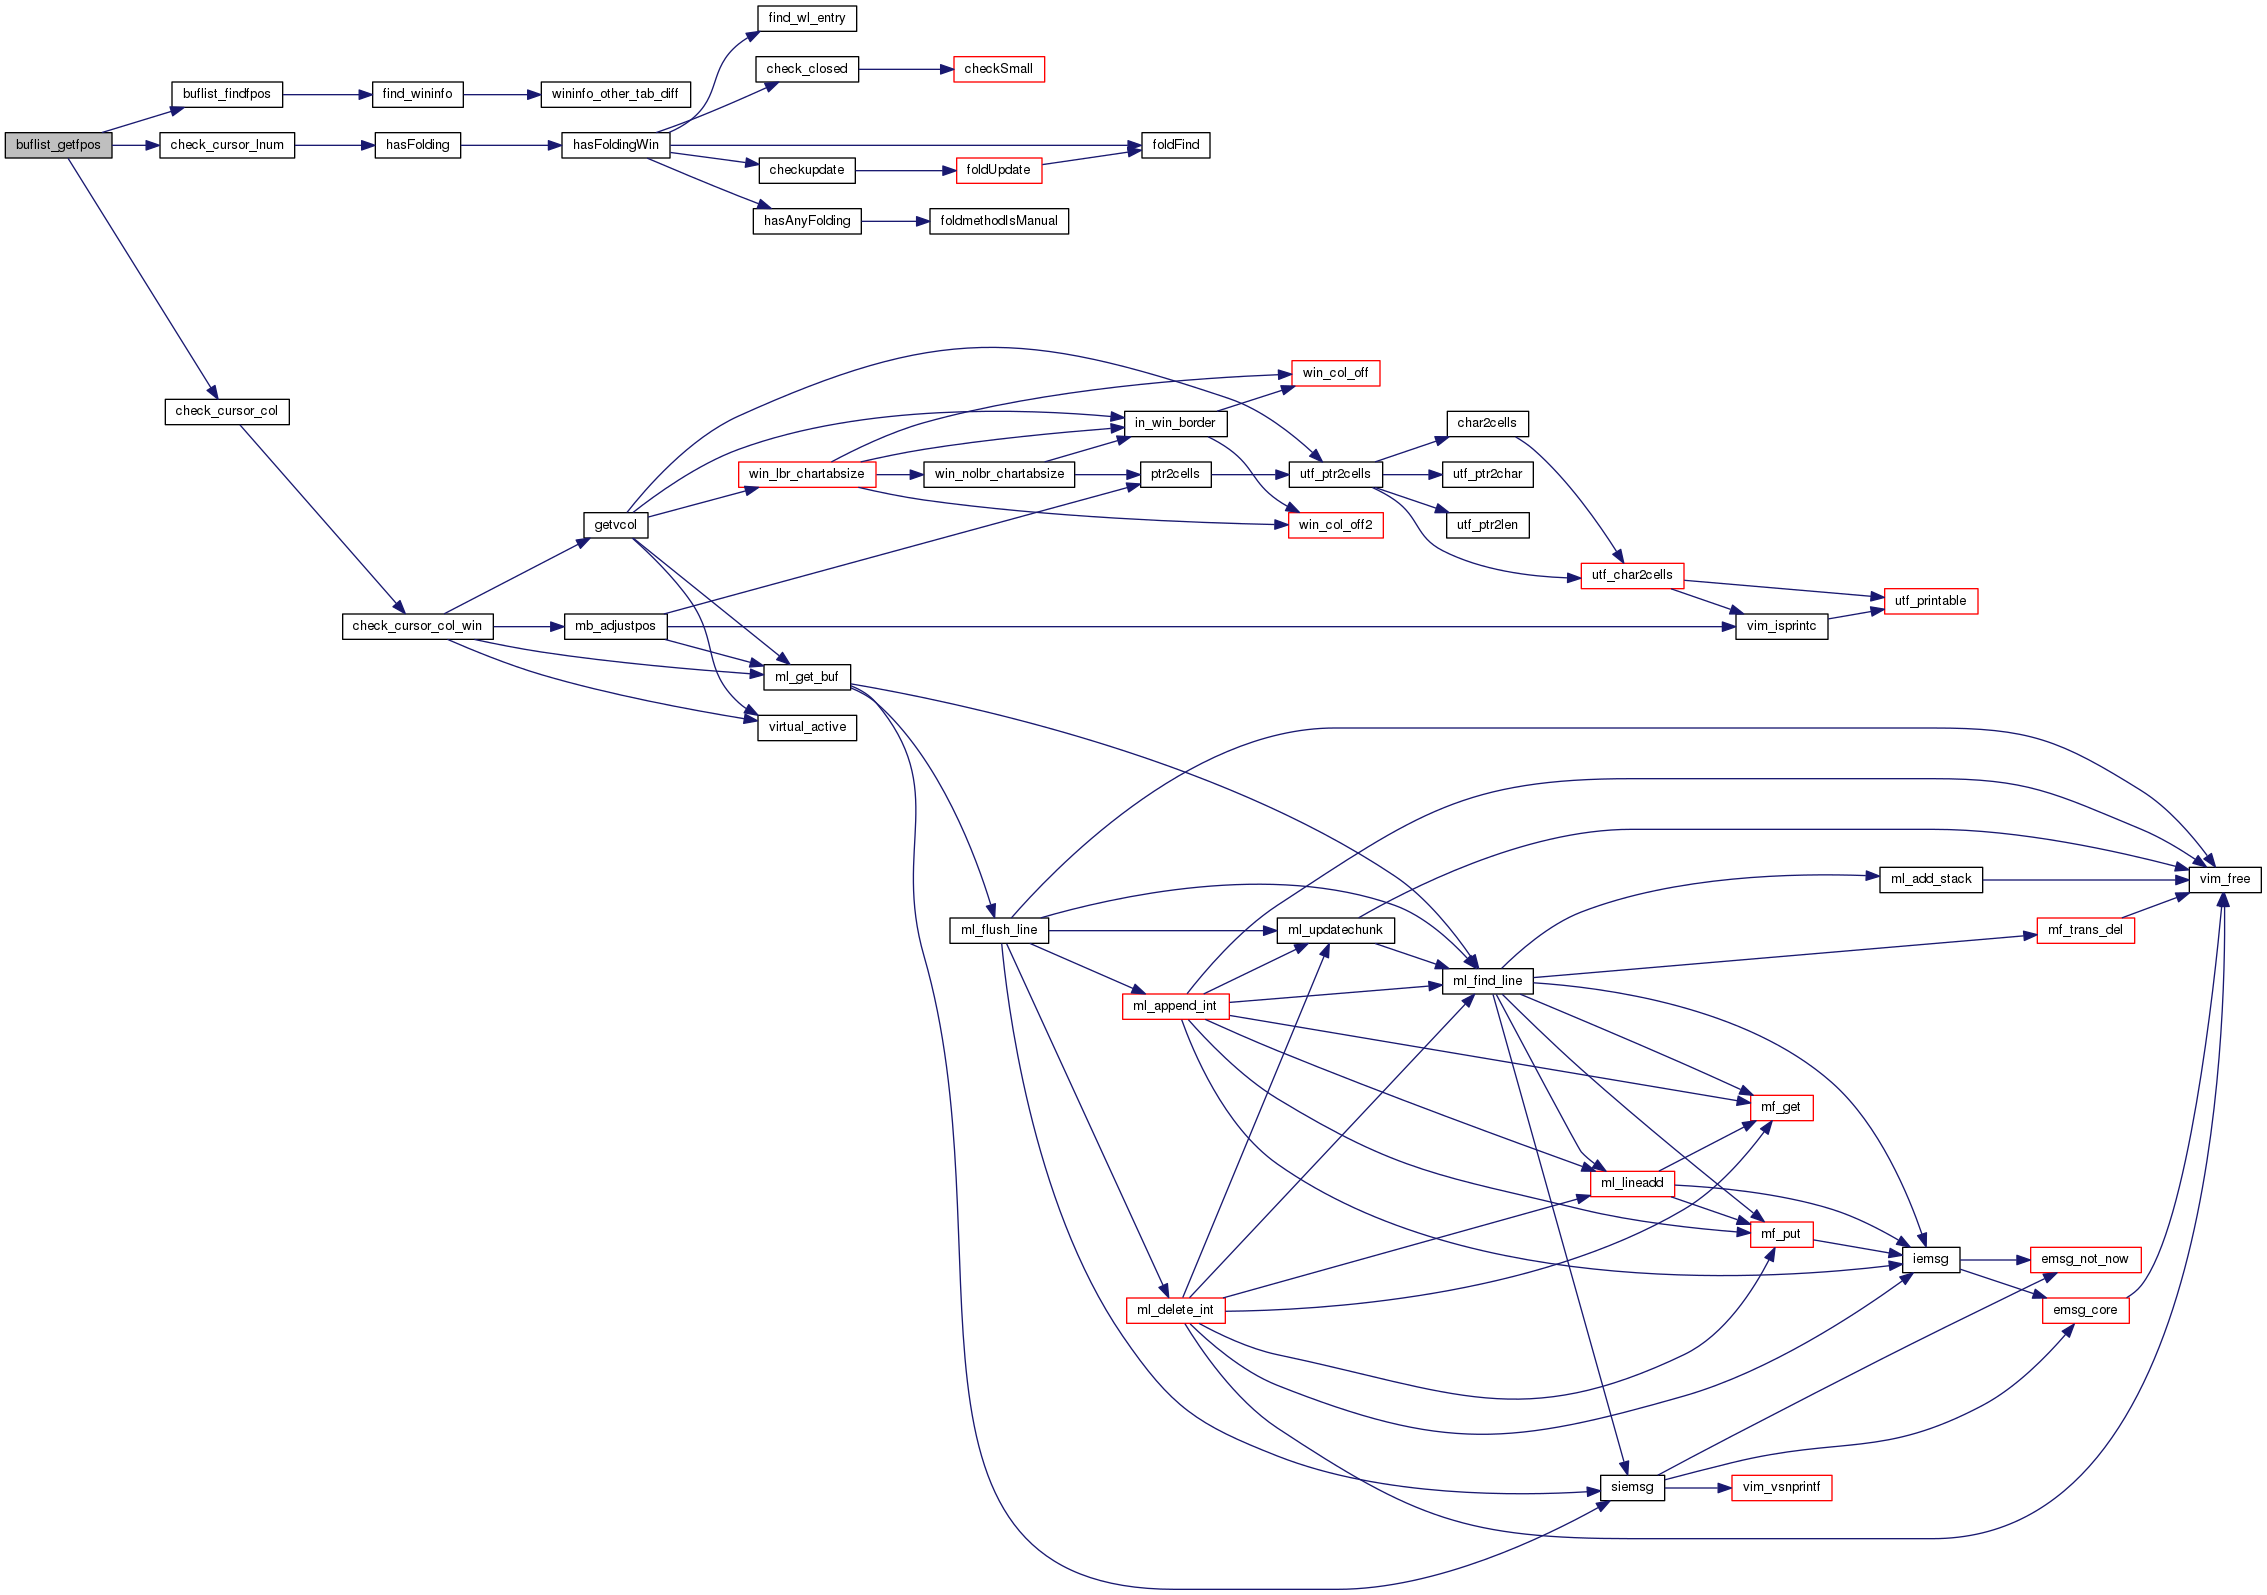 find_wl_entry
check_closed
checkSmall
buflist_findfpos
find_wininfo
wininfo_other_tab_diff
buflist_getfpos
check_cursor_lnum
hasFolding
hasFoldingWin
foldFind
checkupdate
foldUpdate
hasAnyFolding
foldmethodIsManual
win_col_off
check_cursor_col
in_win_border
char2cells
win_lbr_chartabsize
win_nolbr_chartabsize
ptr2cells
utf_ptr2cells
utf_ptr2char
getvcol
win_col_off2
utf_ptr2len
utf_char2cells
utf_printable
check_cursor_col_win
mb_adjustpos
vim_isprintc
ml_get_buf
virtual_active
ml_add_stack
vim_free
ml_flush_line
ml_updatechunk
mf_trans_del
ml_find_line
ml_append_int
mf_get
ml_lineadd
mf_put
iemsg
emsg_not_now
ml_delete_int
emsg_core
siemsg
vim_vsnprintf